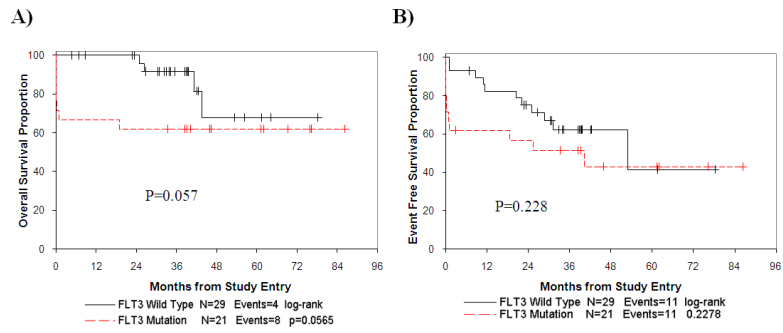 A)
Overall Survival Proportion
100
80
60
40
20
0
P=0.057
0 12 24 36 48 60 72 84 96
Months from Study Entry
FLT3 Wild Type N=29 Events=4 log-rank
FLT3 Mutation N=21 Events=8 p=0.0565
B)
Event Free Survival Proportion
100
80
60
40
20
0
P=0.228
0 12 24 36 48 60 72 84 96
Months from Study Entry
FLT3 Wild Type N=29 Events=11 log-rank
FLT3 Mutation N=21 Events=11 0.2278